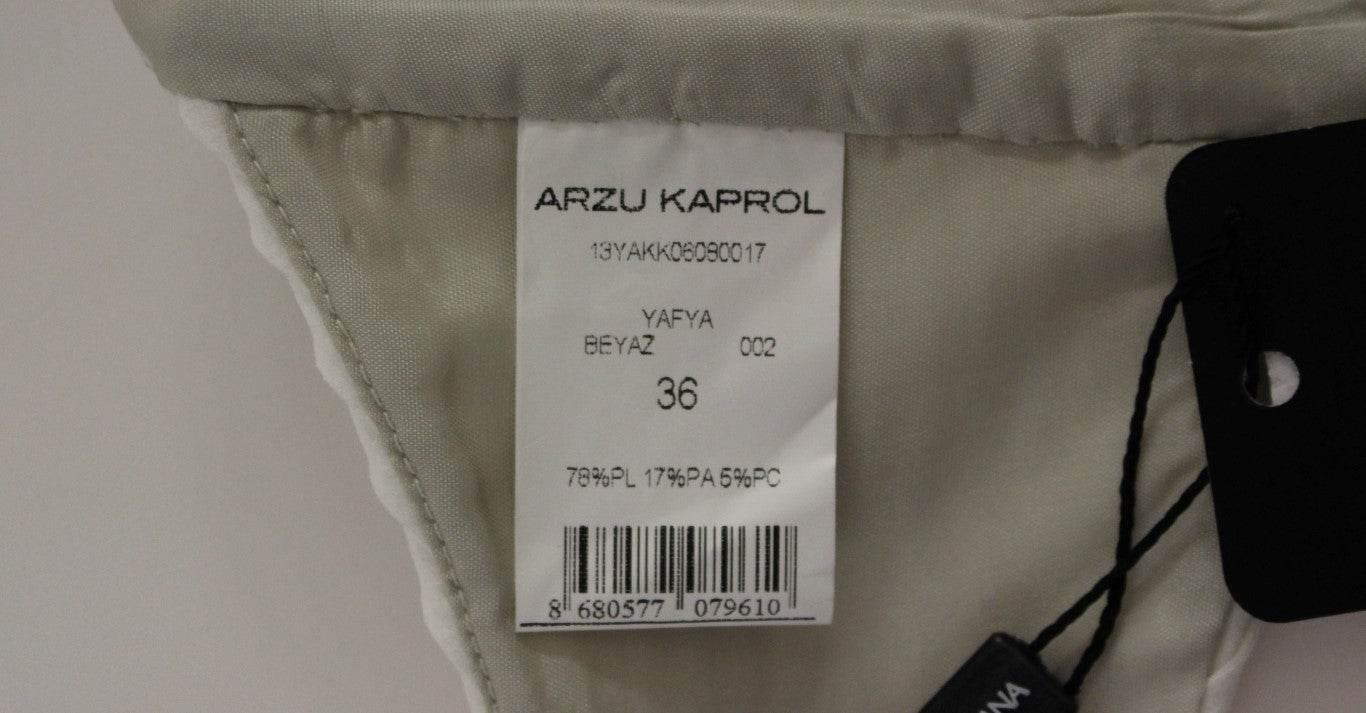 ARZU KAPROL
13YAKK06080017
YAFYA
BEYAZ 002
36
78%PL 17%PA 5%PC
8 680577 079610